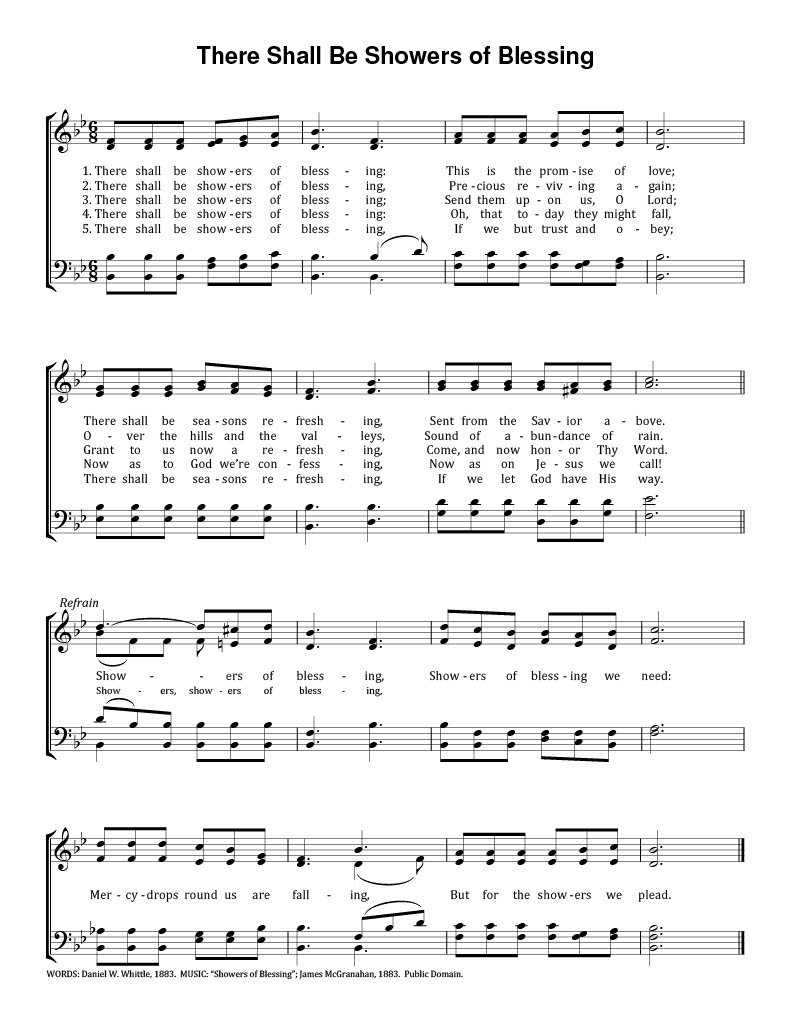 There Shall Be Showers of Blessing
1. There shall be show - ers of bless - ing: This is the prom - ise of love;
2. There shall be show - ers of bless - ing, Pre - cious re - viv - ing a - gain;
3. There shall be show - ers of bless - ing: Send them up - on us, O Lord;
4. There shall be show - ers of bless - ing: Oh, that to - day they might fall,
5. There shall be show - ers of bless - ing, If we but trust and o - bey;
There shall be sea - sons re - fresh - ing, Sent from the Sav - ior a - bove.
O - ver the hills and the val - leys, Sound of a - bun - dance of rain.
Grant to us now a re - fresh - ing, Come, and now hon - or Thy Word.
Now as to God we're con - fess - ing, Now as on Je - sus we call!
There shall be sea - sons re - fresh - ing, If we let God have His way.
Refrain
Show - - ers of bless - ing, Show - ers of bless - ing we need:
Show - ers, show - ers of bless - ing,
Mer - cy - drops round us are fall - ing, But for the show - ers we plead.
WORDS: Daniel W. Whittle, 1883. MUSIC: "Showers of Blessing"; James McGranahan, 1883. Public Domain.